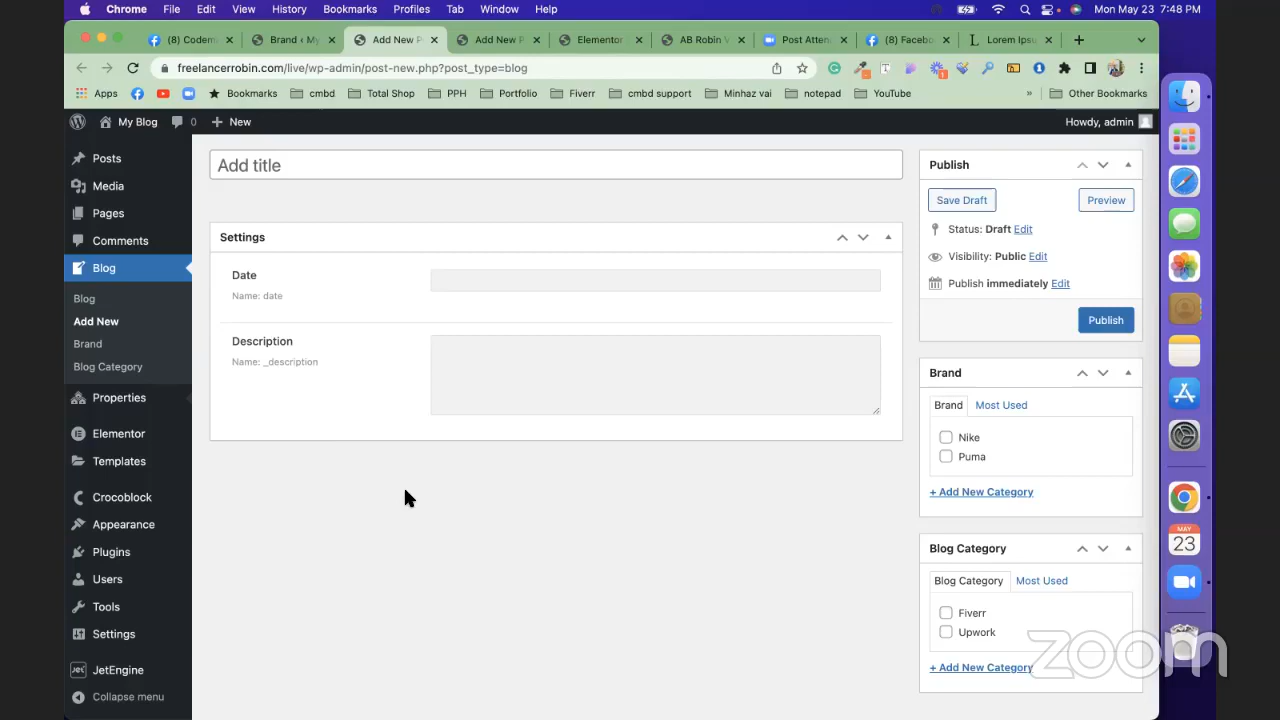 Chrome File Edit View History Bookmarks Profiles Tab Window Help Mon May 23 7:48 PM
(8) Codem Brand ‹ My Add New P Add New P Elementor AB Robin V Post Atten (8) Facebo Lorem Ipsu
freelancerrobin.com/live/wp-admin/post-new.php?post_type=blog
Apps Bookmarks cmbd Total Shop PPH Portfolio Fiverr cmbd support Minhaz vai notepad YouTube » Other Bookmarks
My Blog 0 + New Howdy, admin
Posts
Media
Pages
Comments
Blog
Blog
Add New
Brand
Blog Category
Properties
Elementor
Templates
Crocoblock
Appearance
Plugins
Users
Tools
Settings
JetEngine
Collapse menu
Add title
Settings
Date
Name: date
Description
Name: _description
Publish
Save Draft Preview
Status: Draft Edit
Visibility: Public Edit
Publish immediately Edit
Publish
Brand
Brand Most Used
Nike
Puma
+ Add New Category
Blog Category
Blog Category Most Used
Fiverr
Upwork
+ Add New Category
MAY
23
zoom